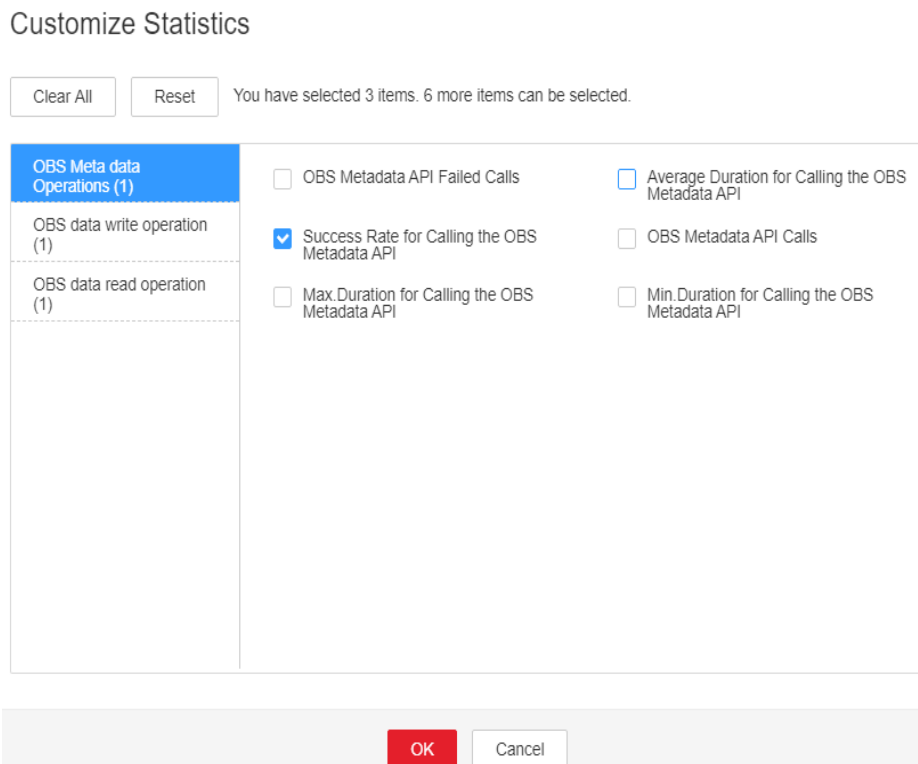 Customize Statistics
Clear All
Reset
You have selected 3 items. 6 more items can be selected.
OBS Meta data
Operations (1)
OBS data write operation
(1)
OBS data read operation
(1)
OBS Metadata API Failed Calls
Average Duration for Calling the OBS
Metadata API
Success Rate for Calling the OBS
Metadata API
OBS Metadata API Calls
Max.Duration for Calling the OBS
Metadata API
Min.Duration for Calling the OBS
Metadata API
OK
Cancel